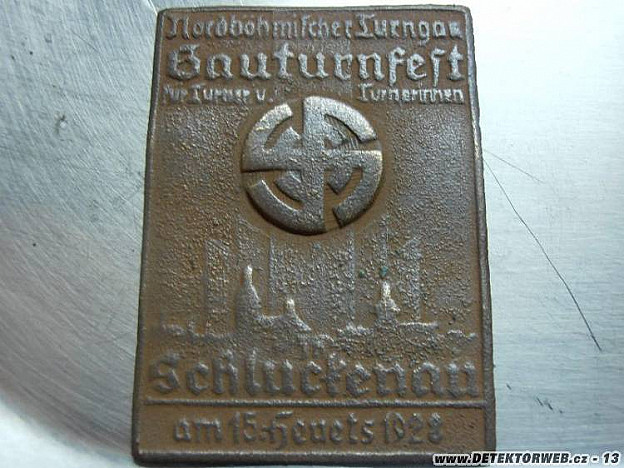 Nordböhmischer Turngau
Gauturnfest
für Turner u. Turnerinnen
Schluckenau
am 15. Heuets 1928
www.DETEKTORWEB.cz - 13